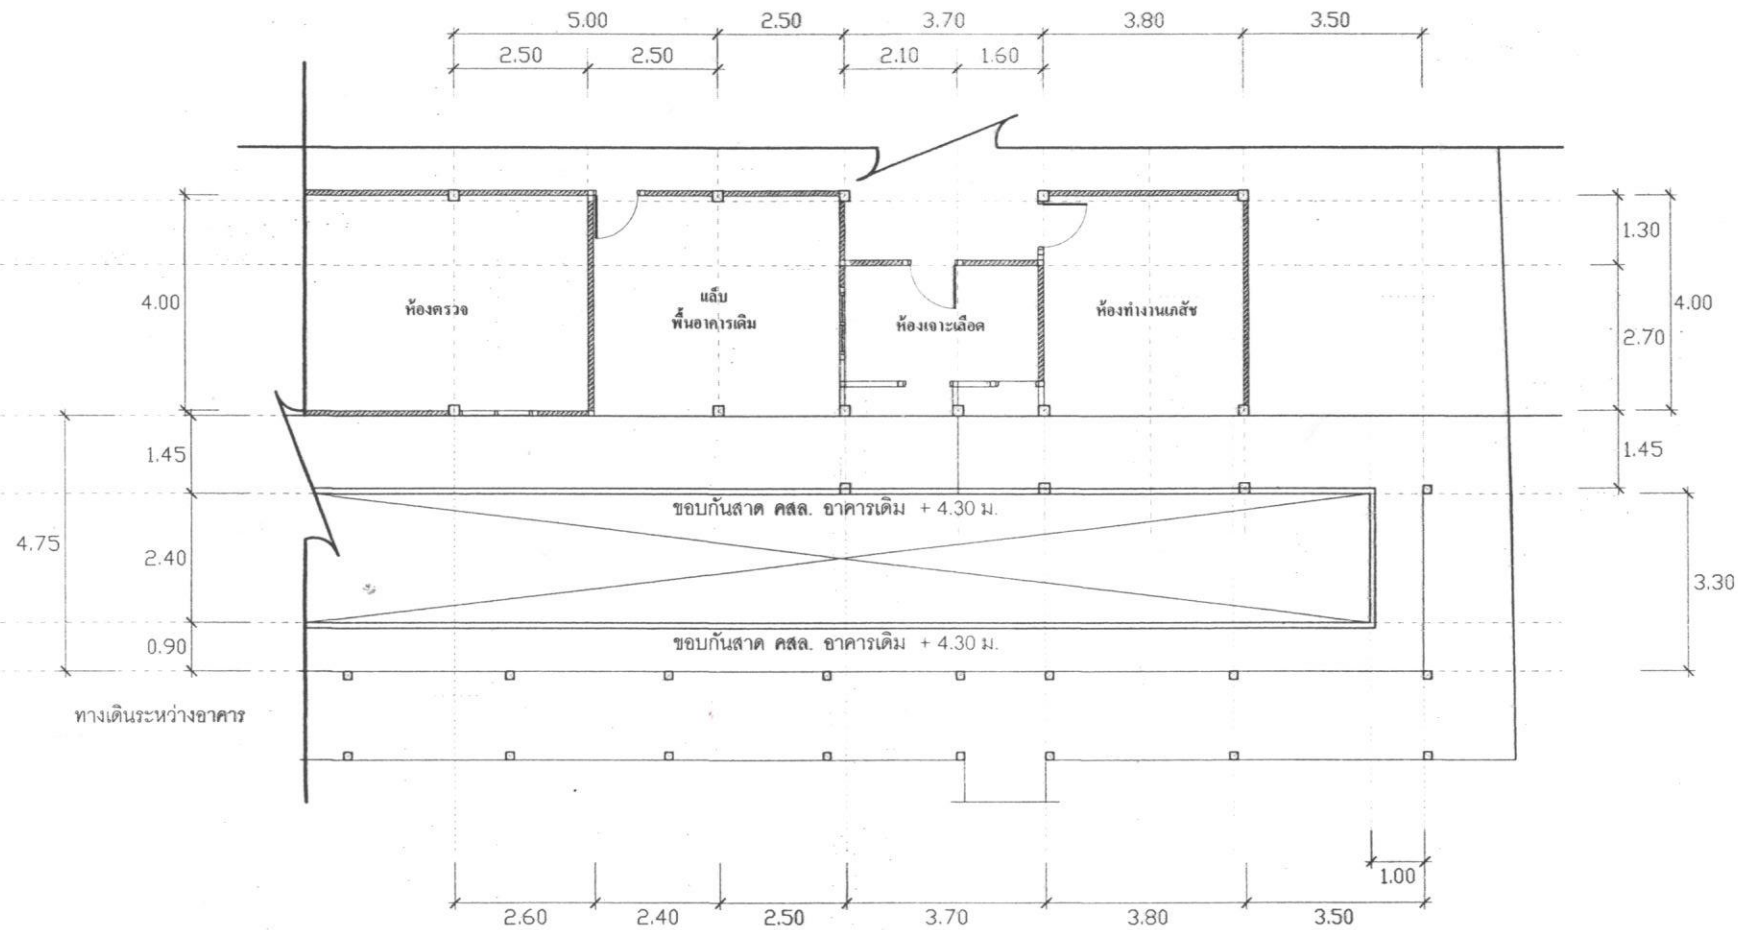 5.00 2.50 3.70 3.80 3.50
2.50 2.50 2.10 1.60
1.30
4.00
4.00
2.70
ห้องตรวจ
แล็บ
พื้นอาคารเดิม
ห้องเจาะเลือด
ห้องทำงานเภสัช
1.45
1.45
ขอบกันสาด คสล. อาคารเดิม + 4.30 ม.
4.75
2.40
3.30
ขอบกันสาด คสล. อาคารเดิม + 4.30 ม.
0.90
ทางเดินระหว่างอาคาร
1.00
2.60 2.40 2.50 3.70 3.80 3.50